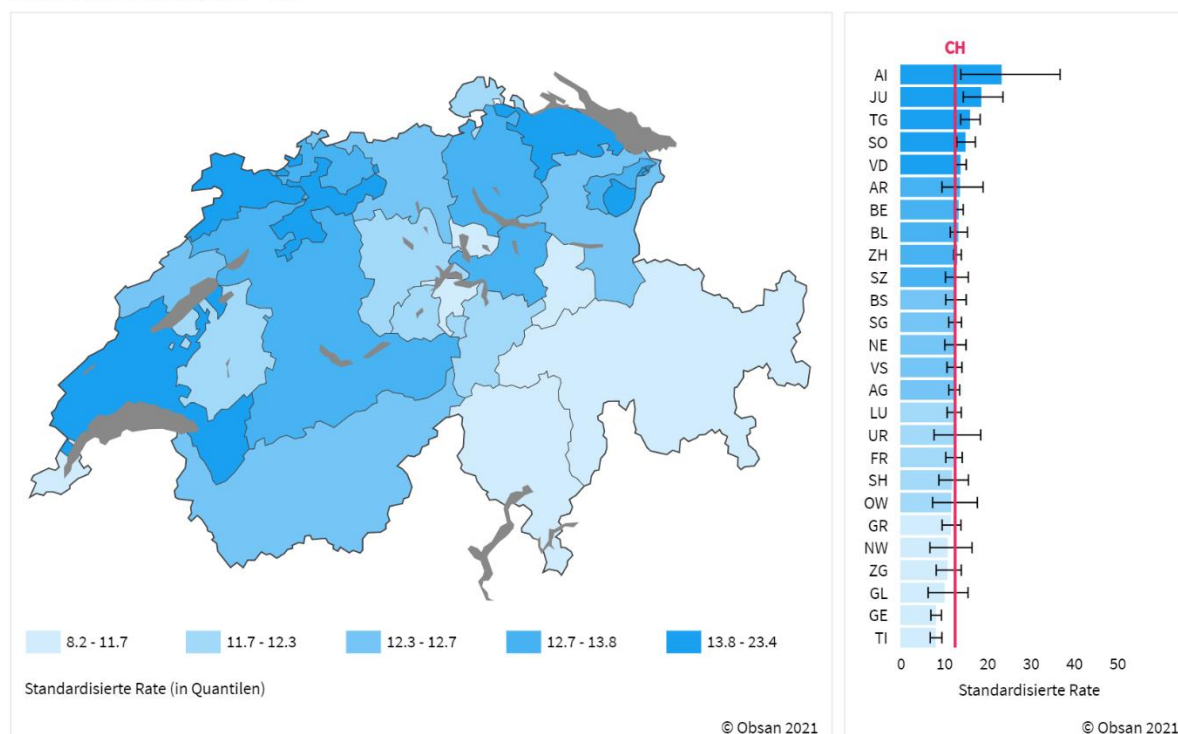 8.2 - 11.7
11.7 - 12.3
12.3 - 12.7
12.7 - 13.8
13.8 - 23.4
Standardisierte Rate (in Quantilen)
© Obsan 2021
CH
AI
JU
TG
SO
VD
AR
BE
BL
ZH
SZ
BS
SG
NE
VS
AG
LU
UR
FR
SH
OW
GR
NW
ZG
GL
GE
TI
0 10 20 30 40 50
Standardisierte Rate
© Obsan 2021